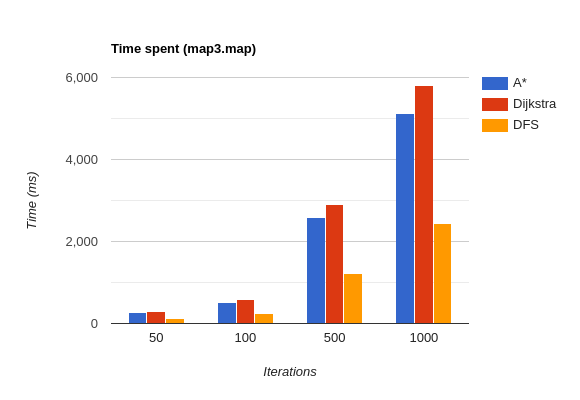 Time spent (map3.map)
A*
Dijkstra
DFS
Time (ms)
6,000
4,000
2,000
0
50 100 500 1000
Iterations